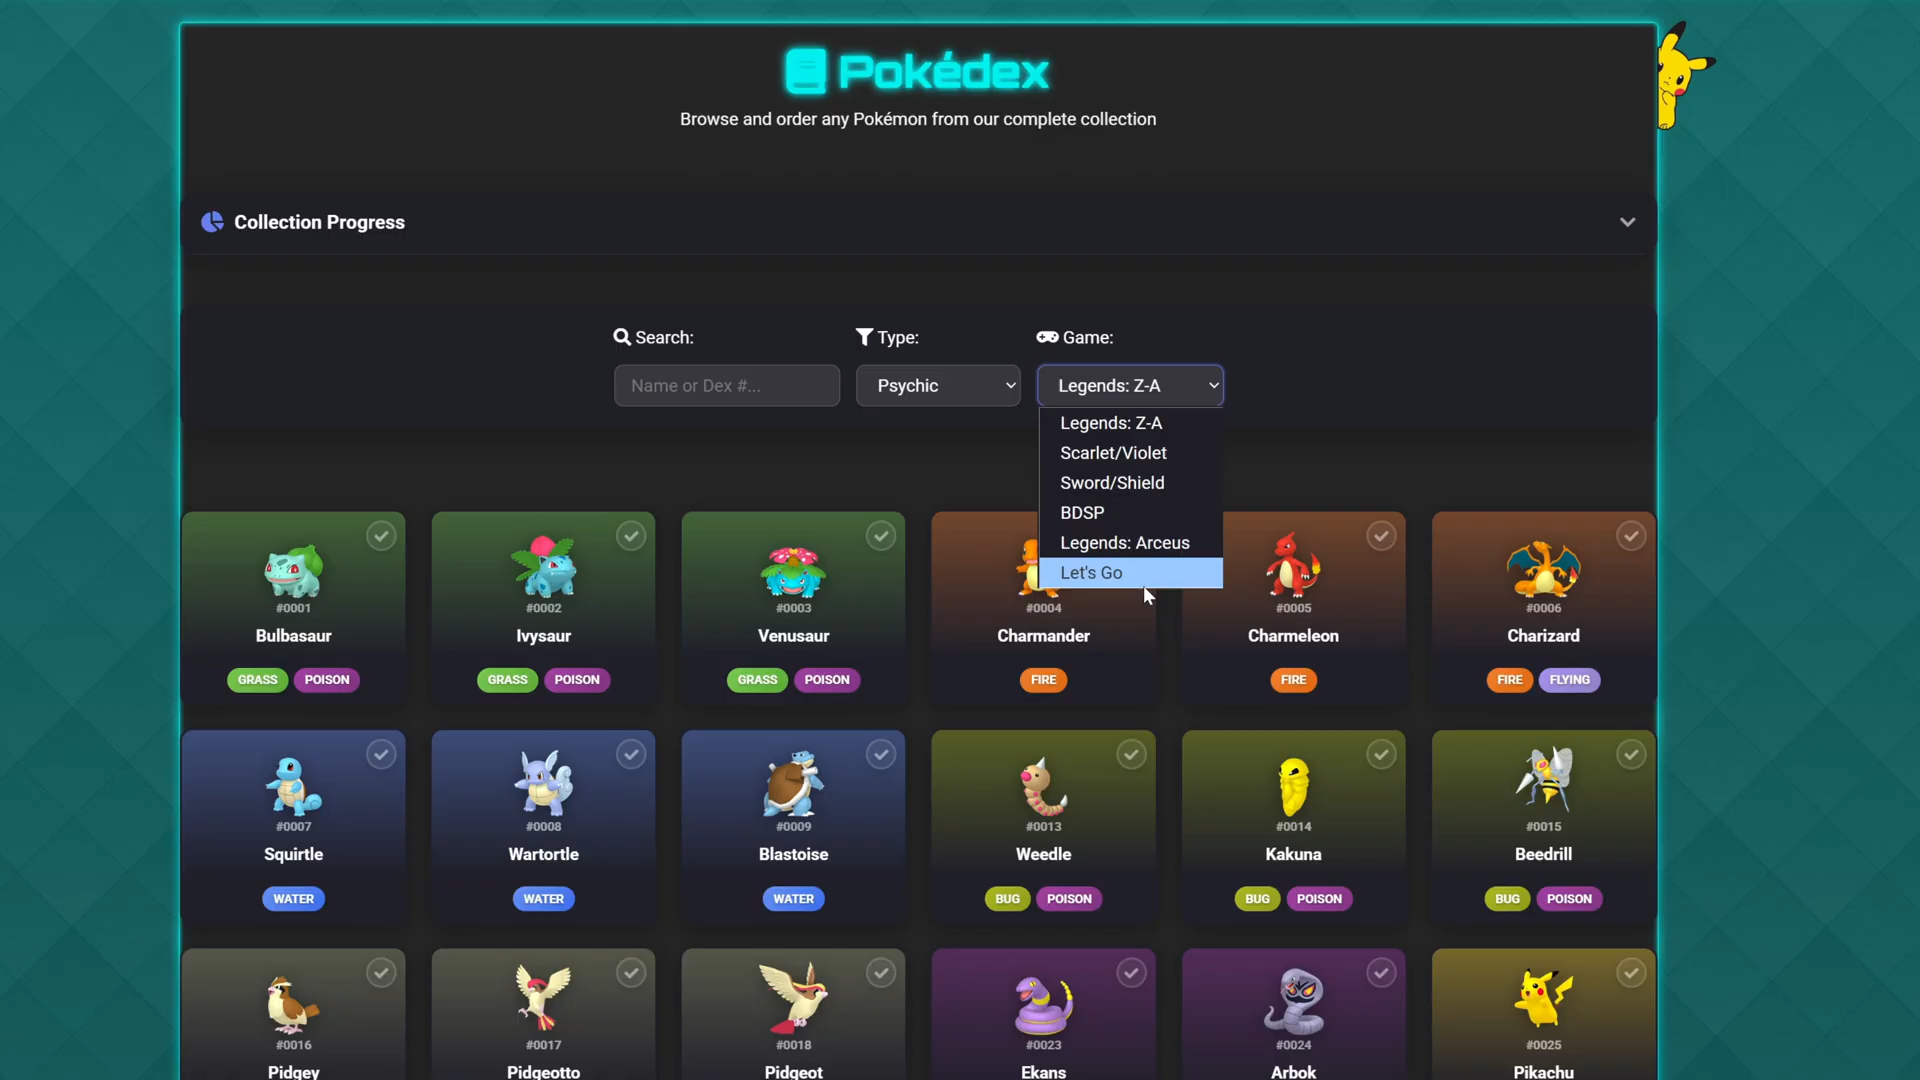 Pokédex
Browse and order any Pokémon from our complete collection
Collection Progress
Search:
Type:
Game:
Name or Dex #...
Psychic
Legends: Z-A
Legends: Z-A
Scarlet/Violet
Sword/Shield
BDSP
Legends: Arceus
Let's Go
#0001
#0002
#0003
#0004
#0005
#0006
Bulbasaur
Ivysaur
Venusaur
Charmander
Charmeleon
Charizard
GRASS POISON
GRASS POISON
GRASS POISON
FIRE
FIRE
FIRE FLYING
#0007
#0008
#0009
#0013
#0014
#0015
Squirtle
Wartortle
Blastoise
Weedle
Kakuna
Beedrill
WATER
WATER
WATER
BUG POISON
BUG POISON
BUG POISON
#0016
#0017
#0018
#0023
#0024
#0025
Pidgey
Pidgeotto
Pidgeot
Ekans
Arbok
Pikachu